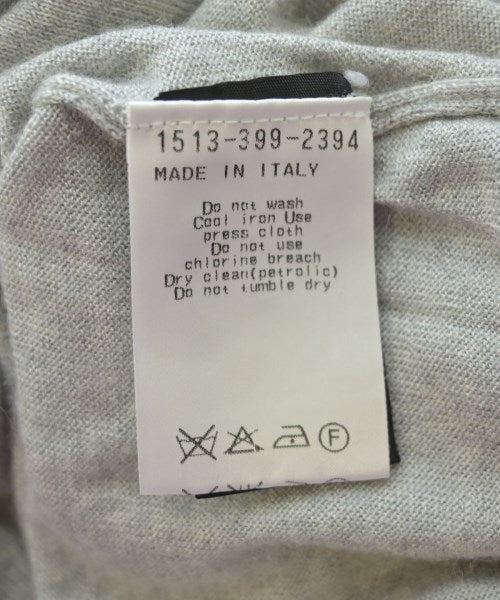 1513-399-2394
MADE IN ITALY
Do not wash
Cool iron Use
press cloth
Do not use
chlorine breach
Dry clean(petrolic)
Do not tumble dry
F